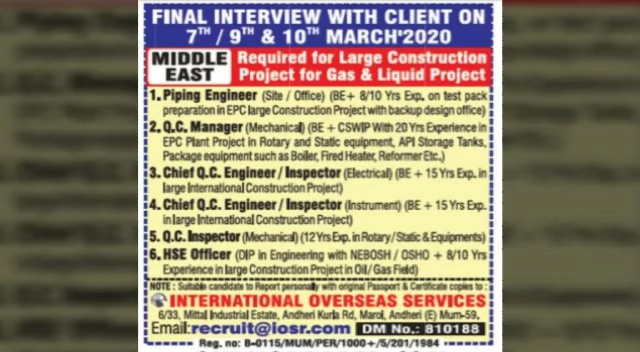 FINAL INTERVIEW WITH CLIENT ON
7TH / 9TH & 10TH MARCH'2020
MIDDLE EAST
Required for Large Construction
Project for Gas & Liquid Project
1. Piping Engineer (Site / Office) (BE+ 8/10 Yrs Exp. on test pack
preparation in EPC large Construction Project with backup design office)
2. Q.C. Manager (Mechanical) (BE + CSWIP With 20 Yrs Experience in
EPC Plant Project in Rotary and Static equipment, API Storage Tanks,
Package equipment such as Boiler, Fired Heater, Reformer Etc.)
3. Chief Q.C. Engineer / Inspector (Electrical) (BE + 15 Yrs Exp. in
large International Construction Project)
4. Chief Q.C. Engineer / Inspector (Instrument) (BE + 15 Yrs Exp.
in large International Construction Project)
5. Q.C. Inspector (Mechanical) (12 Yrs Exp. in Rotary / Static & Equipments)
6. HSE Officer (DIP in Engineering with NEBOSH / OSHO + 8/10 Yrs
Experience in large Construction Project in Oil / Gas Field)
NOTE : Suitable candidate to Report personally with original Passport & Certificate copies to :
INTERNATIONAL OVERSEAS SERVICES
6/33, Mittal Industrial Estate, Andheri Kurla Rd, Marol, Andheri (E) Mum-59.
Email:recruit@iosr.com DM No.: 810188
Reg. no: B-0115/MUM/PER/1000+/5/201/1984